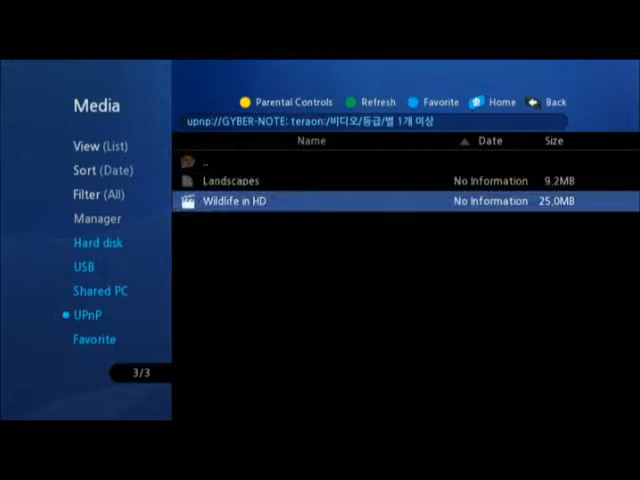 Media
View (List)
Sort (Date)
Filter (All)
Manager
Hard disk
USB
Shared PC
UPnP
Favorite
3/3
Parental Controls Refresh Favorite Home Back
upnp://GYBER-NOTE: teraon:/비디오/등급/별 1개 이상
Name Date Size
..
Landscapes No Information 9.2MB
Wildlife in HD No Information 25.0MB